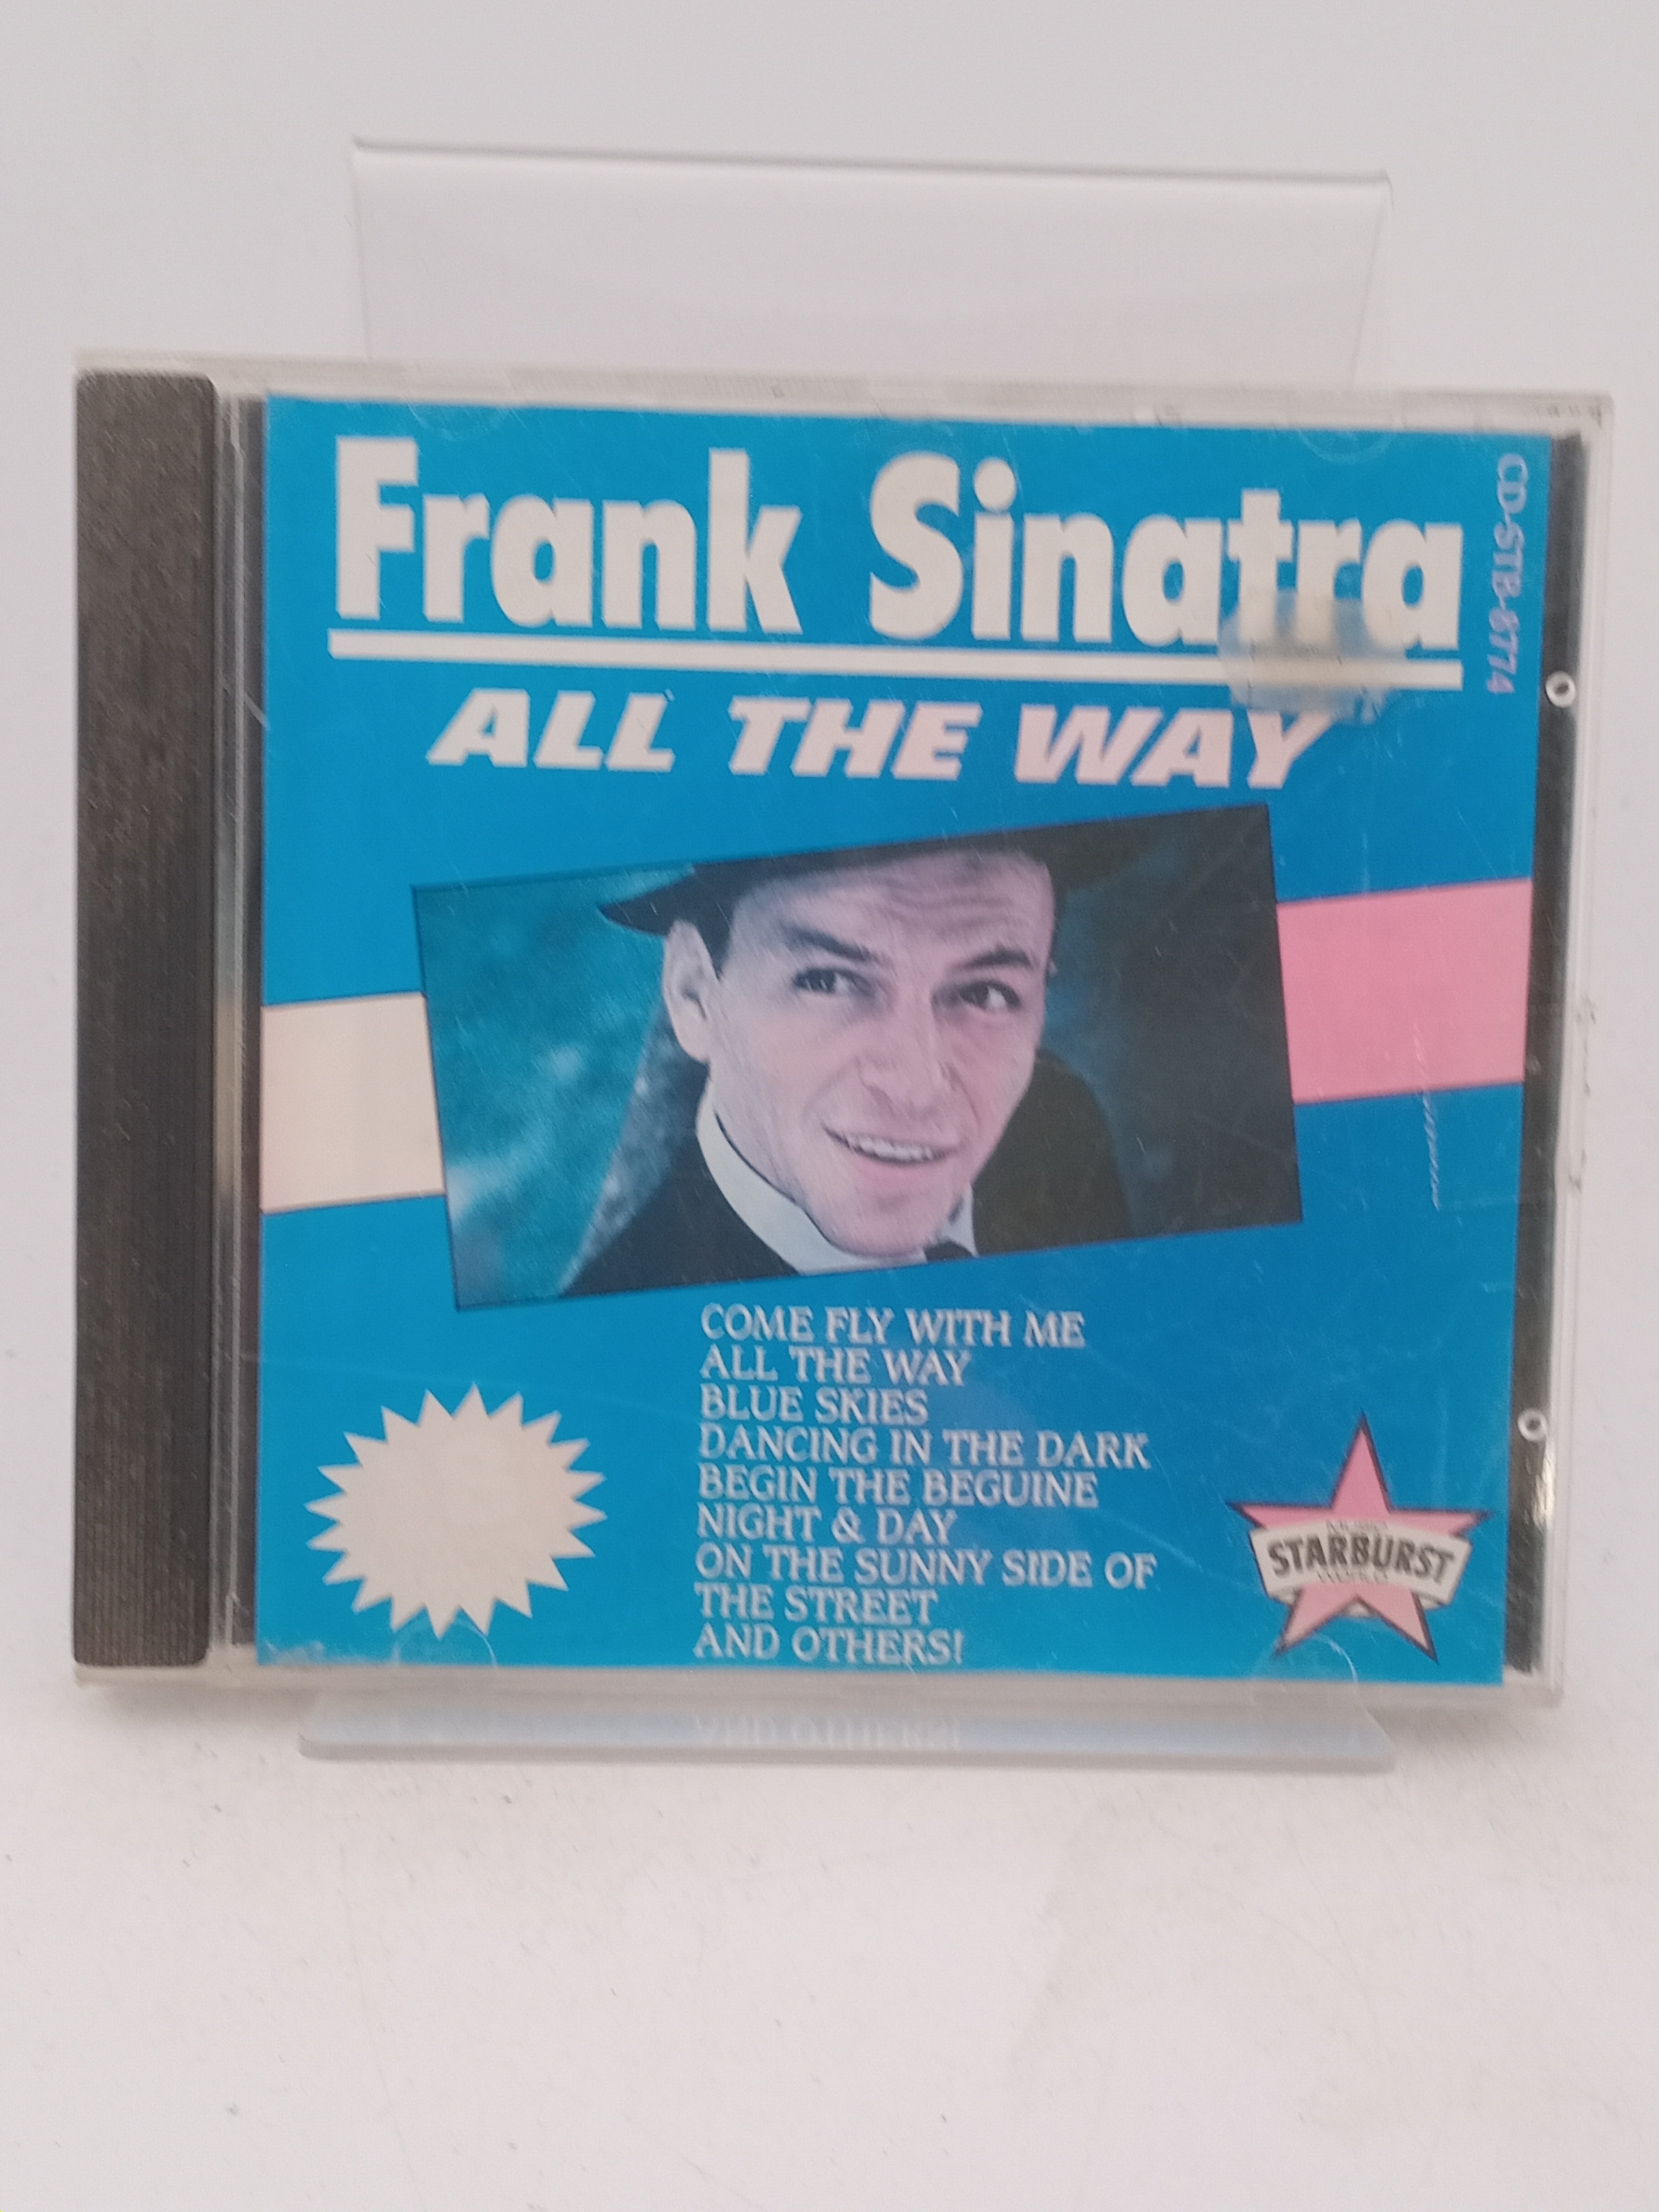 Frank Sinatra
CD-STB-8774
ALL THE WAY
COME FLY WITH ME
ALL THE WAY
BLUE SKIES
DANCING IN THE DARK
BEGIN THE BEGUINE
NIGHT & DAY
ON THE SUNNY SIDE OF
THE STREET
AND OTHERS!
STARBURST